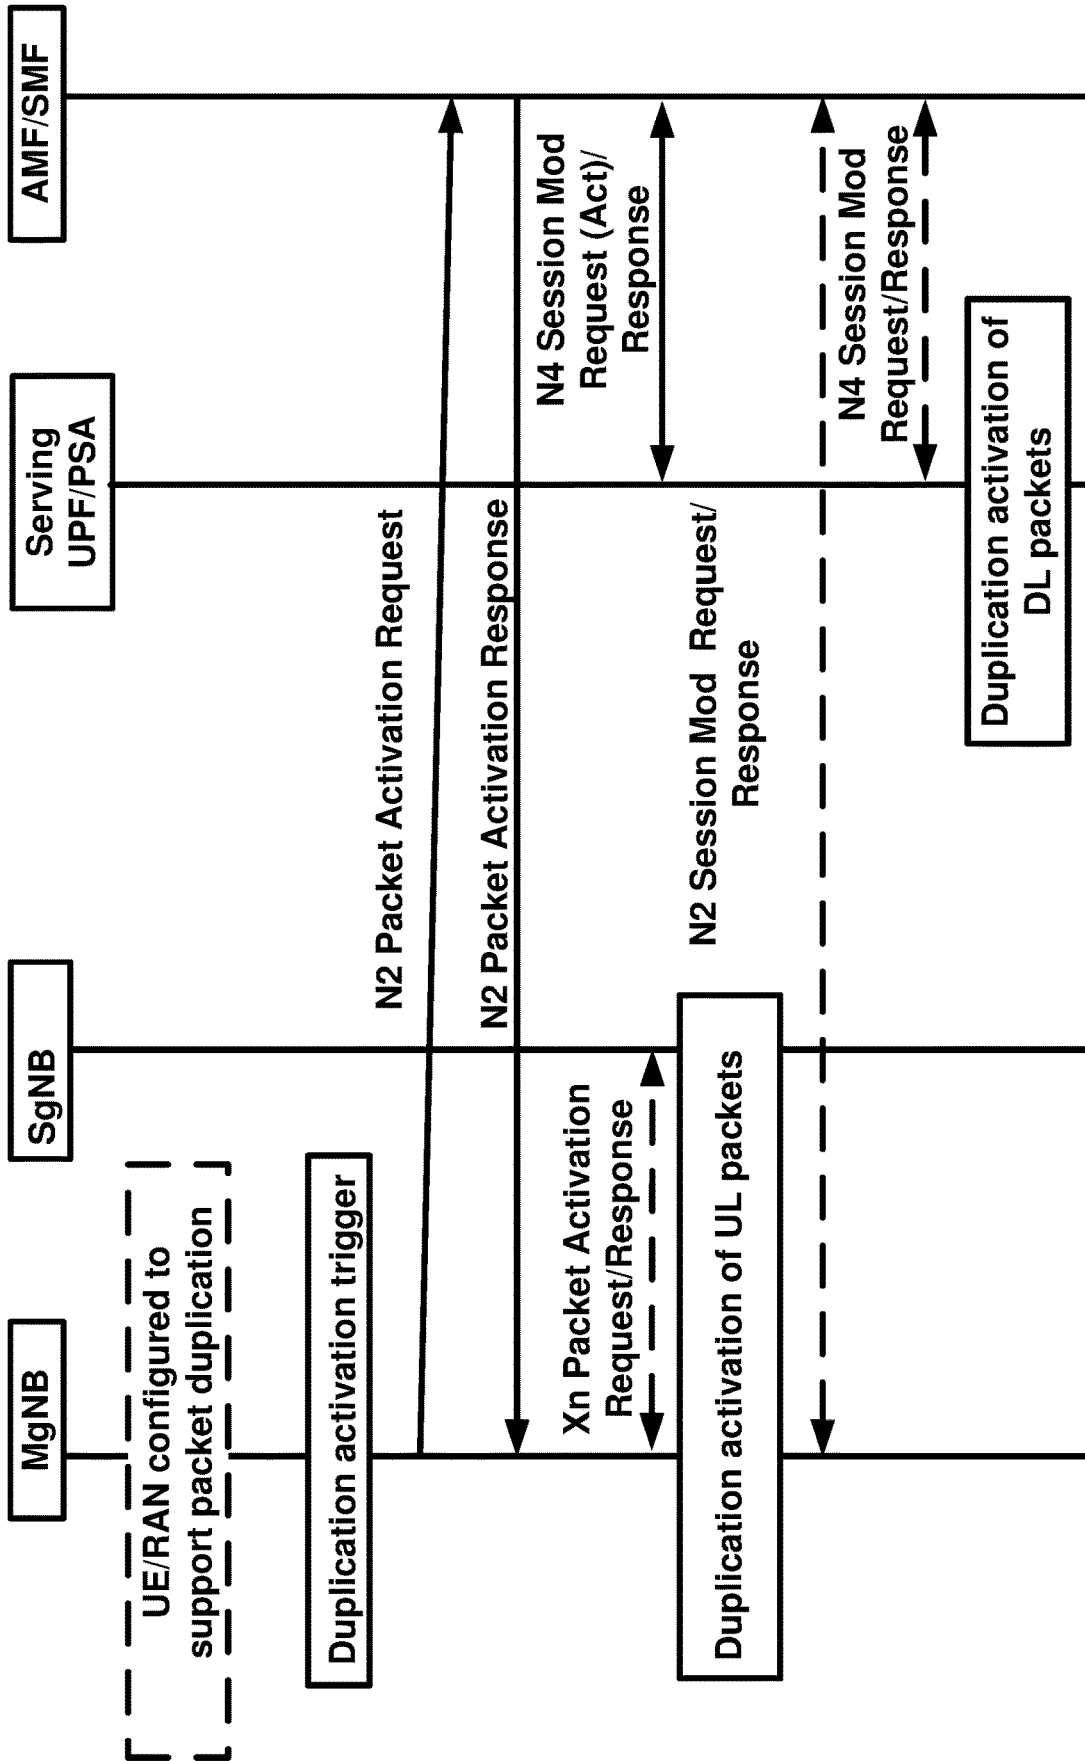 MgNB
SgNB
Serving
UPF/PSA
AMF/SMF
UE/RAN configured to
support packet duplication
Duplication activation trigger
N2 Packet Activation Request
N2 Packet Activation Response
N4 Session Mod
Request (Act)/
Response
Xn Packet Activation
Request/Response
Duplication activation of UL packets
N2 Session Mod Request/
Response
N4 Session Mod
Request/Response
Duplication activation of
DL packets